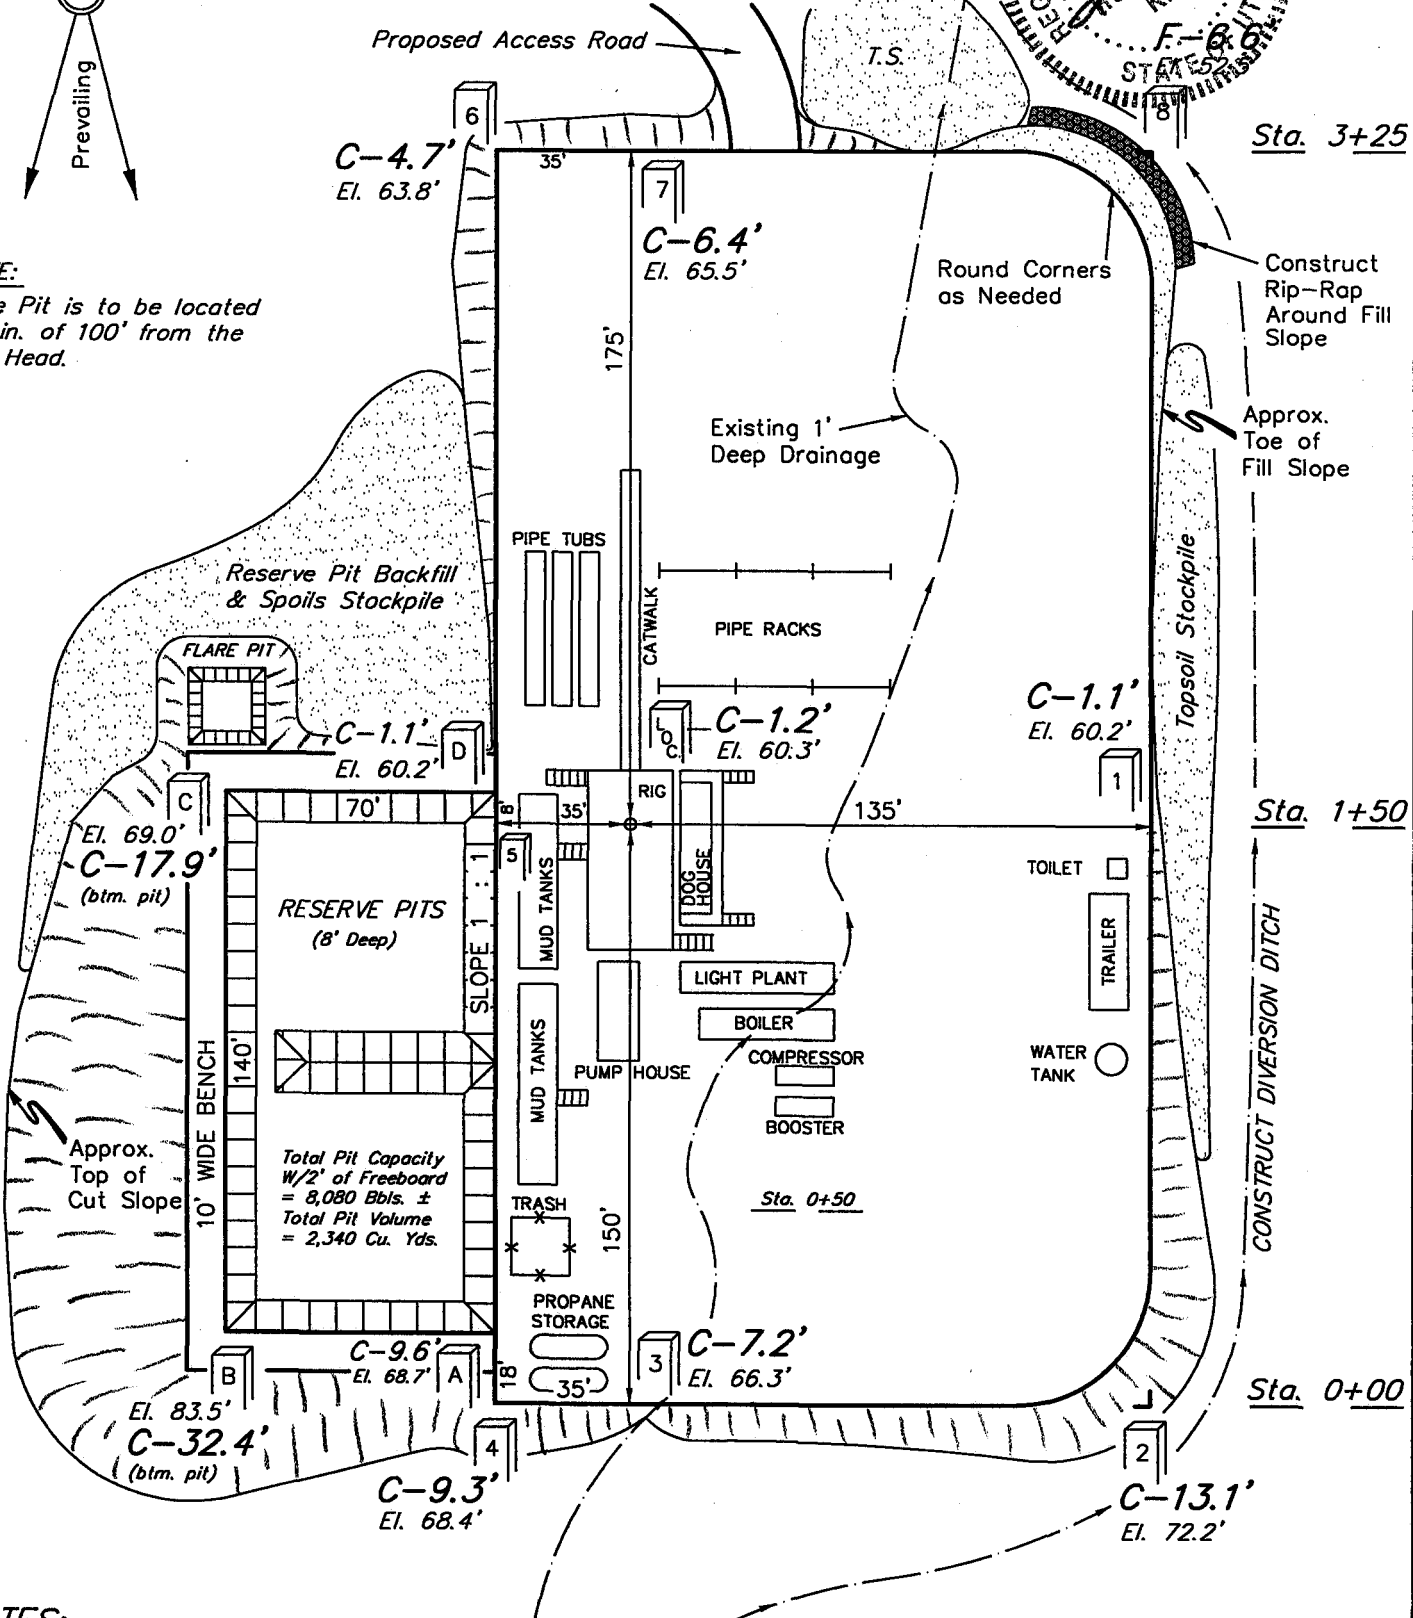 Prevailing
Proposed Access Road
T.S.
STATE
F-6.6'
8
Sta. 3+25
6
C-4.7'
El. 63.8'
35'
7
C-6.4'
El. 65.5'
175'
Round Corners
as Needed
Construct
Rip-Rap
Around Fill
Slope
Pit is to be located
of 100' from the
Head.
Existing 1'
Deep Drainage
Approx.
Toe of
Fill Slope
Topsoil Stockpile
Reserve Pit Backfill
& Spoils Stockpile
PIPE TUBS
CATWALK
PIPE RACKS
FLARE PIT
C-1.1'
El. 60.2'
D
LOC.
C-1.2'
El. 60.3'
C-1.1'
El. 60.2'
1
C
El. 69.0'
C-17.9'
(btm. pit)
70'
8'
35'
RIG
135'
Sta. 1+50
5
MUD TANKS
DOG
HOUSE
TOILET
TRAILER
RESERVE PITS
(8' Deep)
SLOPE 1 : 1
LIGHT PLANT
BOILER
COMPRESSOR
BOOSTER
PUMP HOUSE
MUD TANKS
WATER
TANK
CONSTRUCT DIVERSION DITCH
140'
10' WIDE BENCH
Approx.
Top of
Cut Slope
Total Pit Capacity
W/2' of Freeboard
= 8,080 Bbls. ±
Total Pit Volume
= 2,340 Cu. Yds.
TRASH
150'
Sta. 0+50
PROPANE
STORAGE
35'
18'
C-9.6'
El. 68.7'
A
B
El. 83.5'
C-32.4'
(btm. pit)
3
C-7.2'
El. 66.3'
Sta. 0+00
4
C-9.3'
El. 68.4'
2
C-13.1'
El. 72.2'